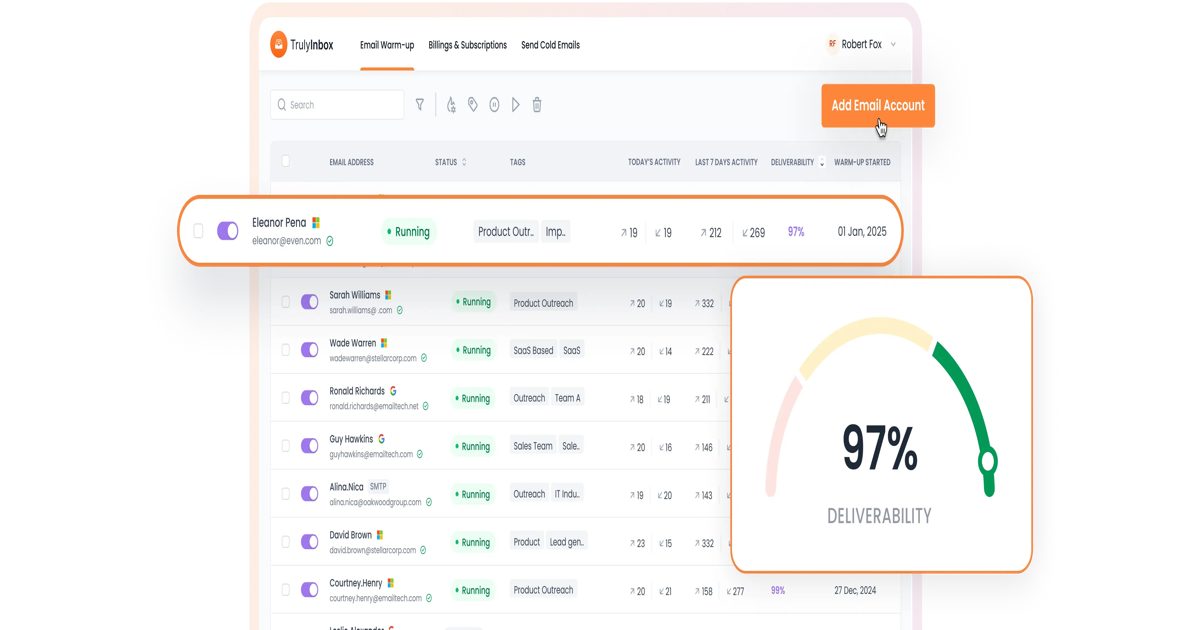 TrulyInbox Email Warm-up Billings & Subscriptions Send Cold Emails RF Robert Fox
Search
Add Email Account
EMAIL ADDRESS STATUS TAGS TODAY'S ACTIVITY LAST 7 DAYS ACTIVITY DELIVERABILITY WARM-UP STARTED
Eleanor Pena
eleanor@even.com
Running Product Outr.. Imp.. 19 19 212 269 97% 01 Jan, 2025
Sarah Williams
sarah.williams@ .com
Running Product Outreach 20 19 332
Wade Warren
wadewarren@stellarcorp.com
Running SaaS Based SaaS 20 14 222
Ronald Richards
ronald.richards@emailtech.net
Running Outreach Team A 18 19 211
Guy Hawkins
guyhawkins@emailtech.com
Running Sales Team Sale.. 20 16 146
Alina.Nica SMTP
alina.nica@oakwoodgroup.com
Running Outreach IT Indu.. 19 20 143
David Brown
david.brown@stellarcorp.com
Running Product Lead gen.. 23 15 332
Courtney.Henry
courtney.henry@emailtech.com
Running Product Outreach 20 21 158 277 99% 27 Dec, 2024
97%
DELIVERABILITY